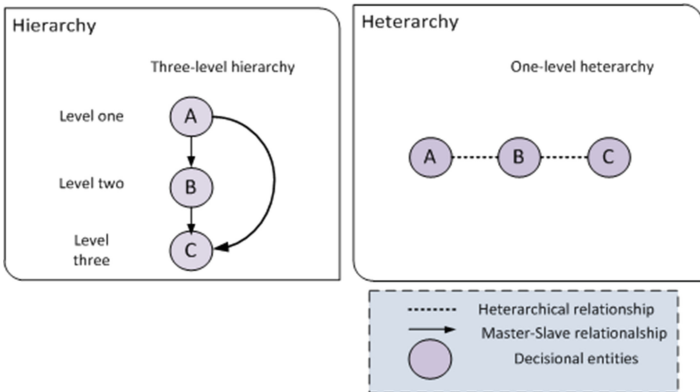 Hierarchy
Three-level hierarchy
Level one
A
Level two
B
Level
three
C
Heterarchy
One-level heterarchy
A B C
Heterarchical relationship
Master-Slave relationalship
Decisional entities